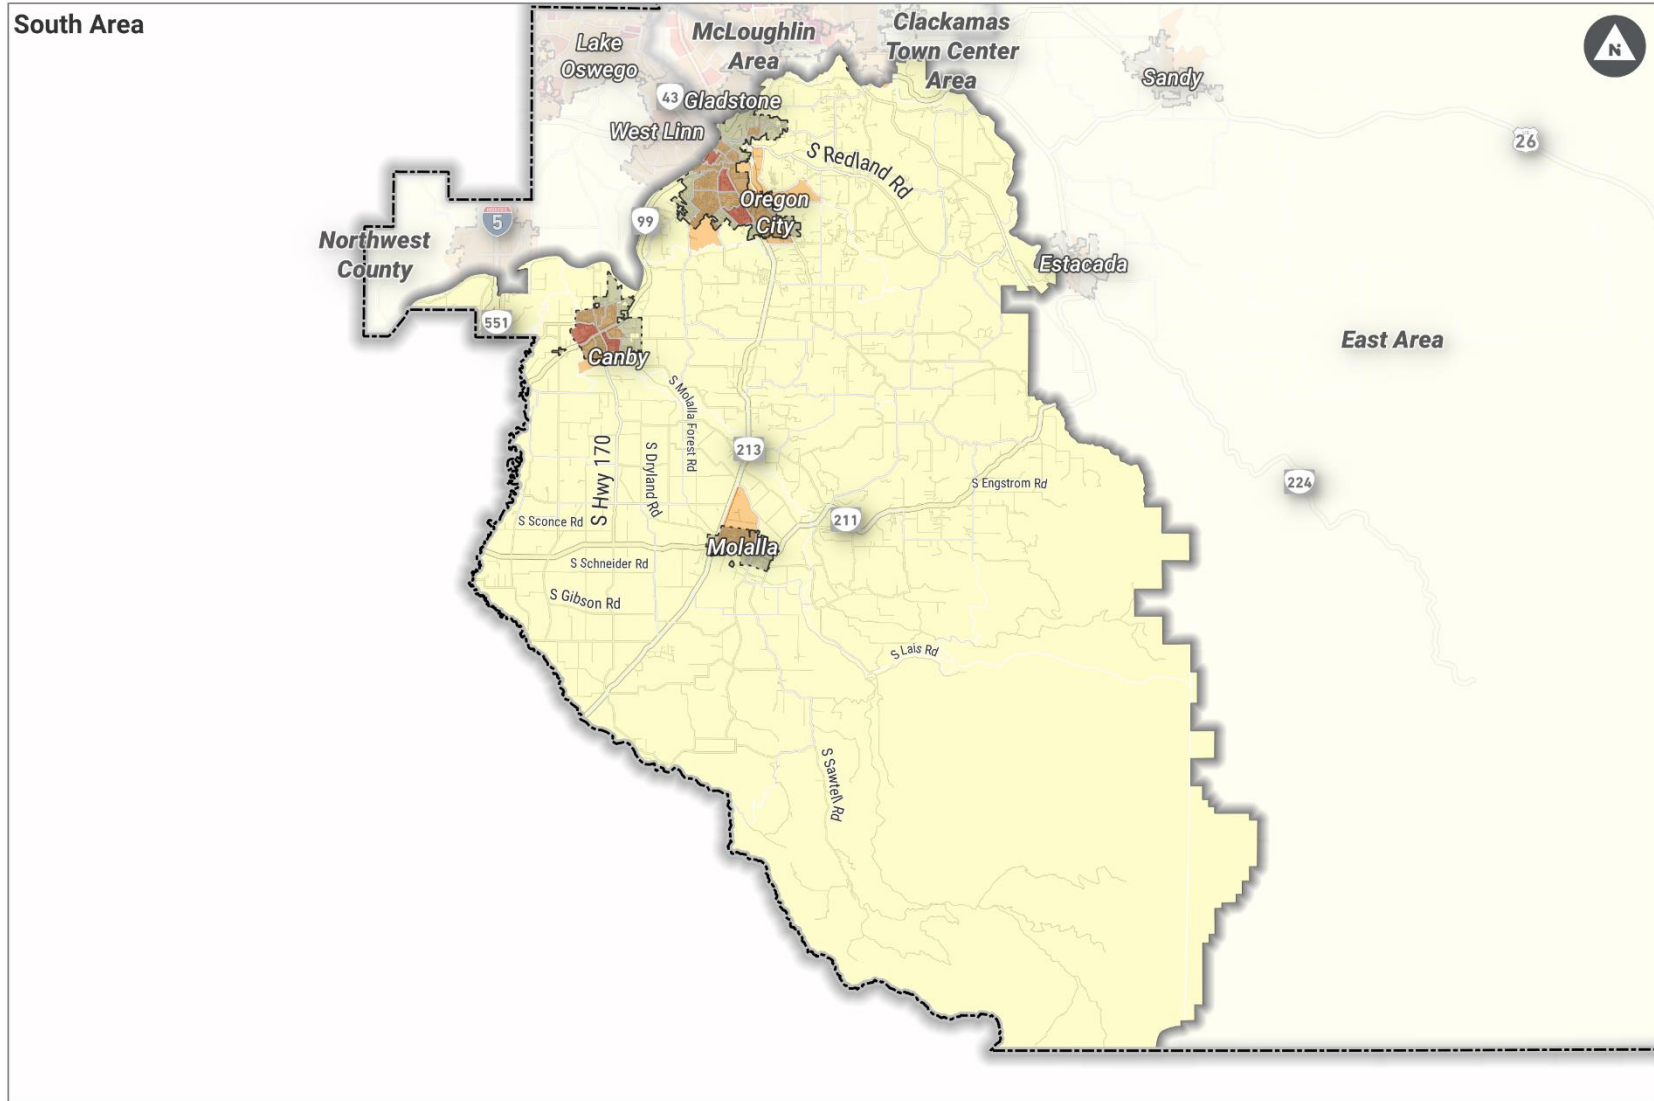 South Area
Lake
Oswego
McLoughlin
Area
Clackamas
Town Center
Area
N
Sandy
43
Gladstone
West Linn
26
S Redland Rd
Oregon
City
99
5
Northwest
County
Estacada
551
East Area
Canby
S Molalla Forest Rd
S Hwy 170
S Dryland Rd
213
S Engstrom Rd
224
S Sconce Rd
211
Molalla
S Schneider Rd
S Gibson Rd
S Lais Rd
S Sawtell Rd